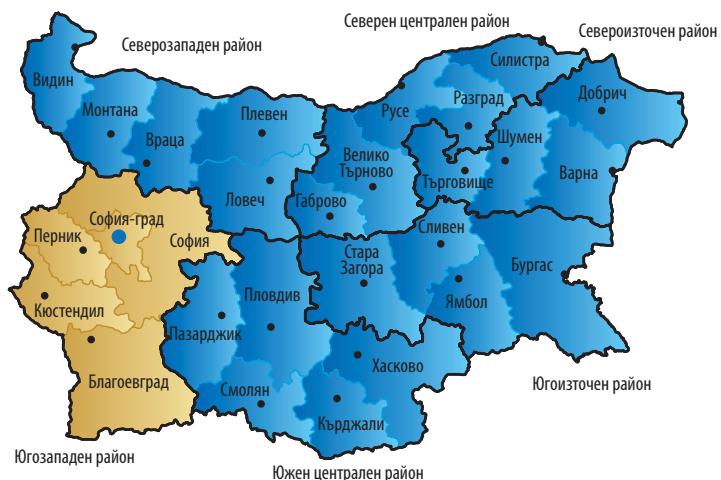 Северен централен район
Североизточен район
Северозападен район
Силистра
Видин
Добрич
Монтана
Плевен
Русе
Разград
Враца
Шумен
Велико
Търново
Ловеч
Търговище
Варна
Габрово
София-град
Перник
София
Сливен
Стара
Загора
Бургас
Кюстендил
Пловдив
Ямбол
Пазарджик
Хасково
Благоевград
Смолян
Кърджали
Югоизточен район
Югозападен район
Южен централен район